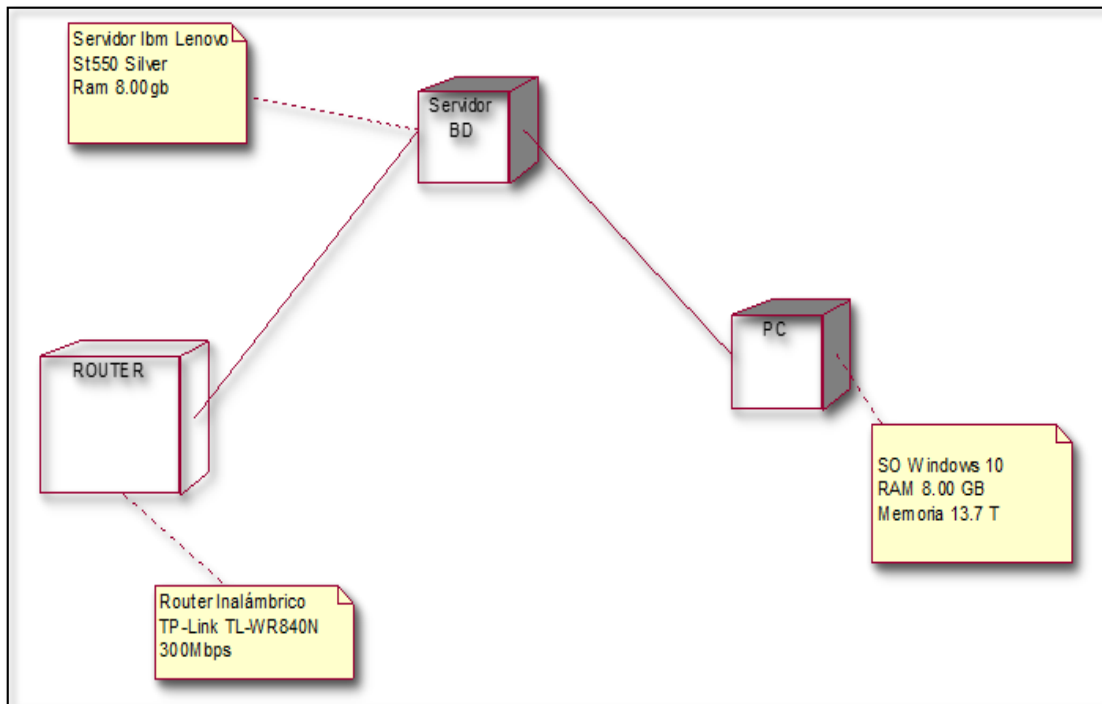 Servidor Ibm Lenovo
St550 Silver
Ram 8.00gb
Servidor
BD
ROUTER
PC
SO Windows 10
RAM 8.00 GB
Memoria 13.7 T
Router Inalámbrico
TP-Link TL-WR840N
300Mbps